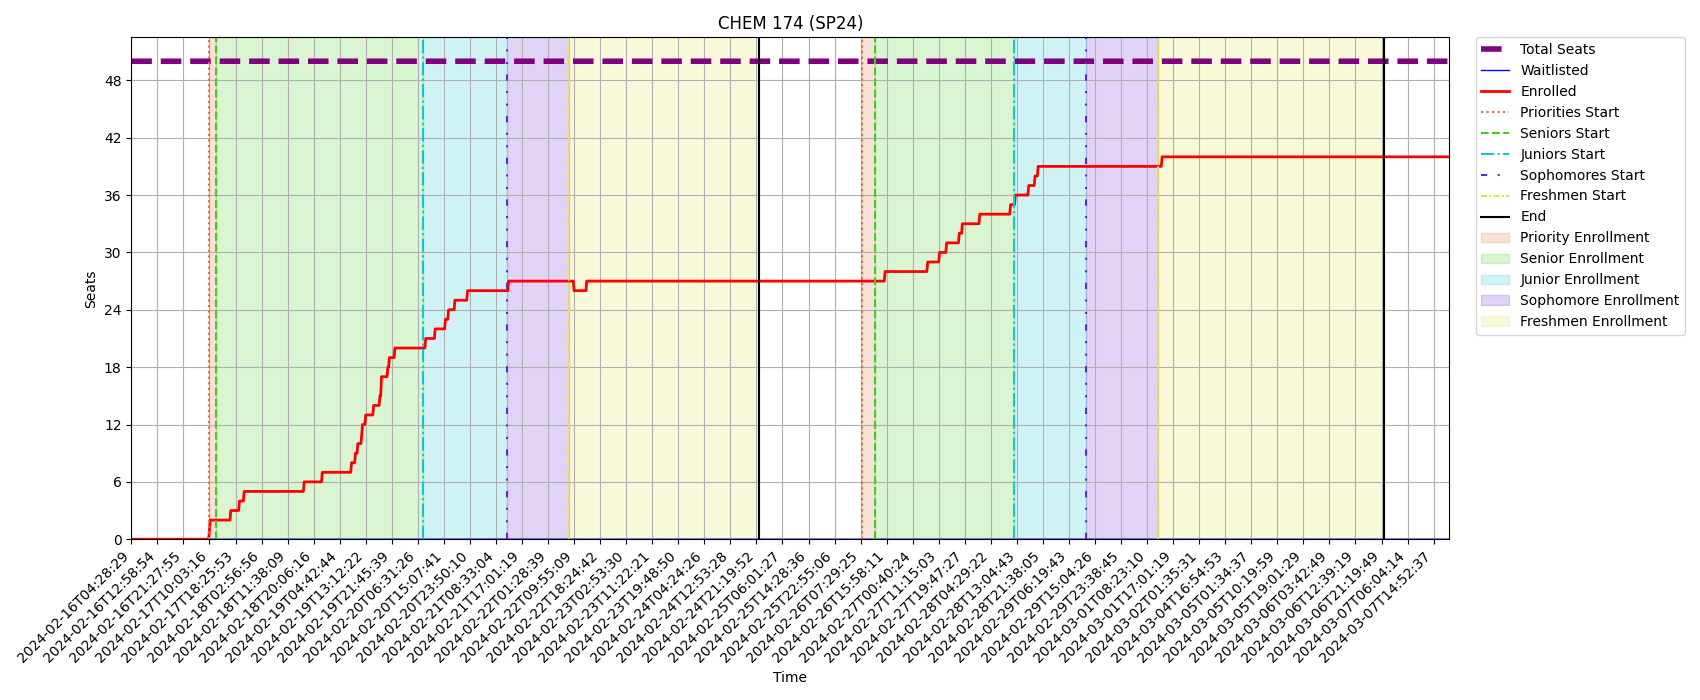 CHEM 174 (SP24)
Total Seats
Waitlisted
Enrolled
Priorities Start
Seniors Start
Juniors Start
Sophomores Start
Freshmen Start
End
Priority Enrollment
Senior Enrollment
Junior Enrollment
Sophomore Enrollment
Freshmen Enrollment
Seats
48
42
36
30
24
18
12
6
0
2024-02-16T04:28:29
2024-02-16T12:58:54
2024-02-16T21:27:55
2024-02-17T10:03:16
2024-02-17T18:25:53
2024-02-18T02:56:56
2024-02-18T11:38:09
2024-02-18T20:06:16
2024-02-19T04:42:44
2024-02-19T13:12:22
2024-02-19T21:45:39
2024-02-20T06:31:26
2024-02-20T15:07:41
2024-02-20T23:50:10
2024-02-21T08:33:04
2024-02-21T17:01:19
2024-02-22T01:28:39
2024-02-22T09:55:09
2024-02-22T18:24:42
2024-02-23T02:53:30
2024-02-23T11:22:21
2024-02-23T19:48:50
2024-02-24T04:24:26
2024-02-24T12:53:28
2024-02-24T21:19:52
2024-02-25T06:01:27
2024-02-25T14:28:36
2024-02-25T22:55:06
2024-02-26T07:29:25
2024-02-26T15:58:11
2024-02-27T00:40:24
2024-02-27T11:15:03
2024-02-27T19:47:27
2024-02-28T04:29:22
2024-02-28T13:04:43
2024-02-28T21:38:05
2024-02-29T06:19:43
2024-02-29T15:04:26
2024-02-29T23:38:45
2024-03-01T08:23:10
2024-03-01T17:01:19
2024-03-02T01:35:31
2024-03-04T16:54:53
2024-03-05T01:34:37
2024-03-05T10:19:59
2024-03-05T19:01:29
2024-03-06T03:42:49
2024-03-06T12:39:19
2024-03-06T21:19:49
2024-03-07T06:04:14
2024-03-07T14:52:37
Time